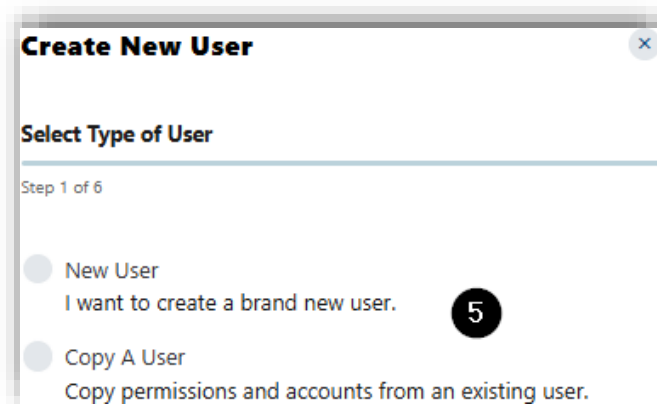 Create New User
×
Select Type of User
Step 1 of 6
New User
I want to create a brand new user.
5
Copy A User
Copy permissions and accounts from an existing user.